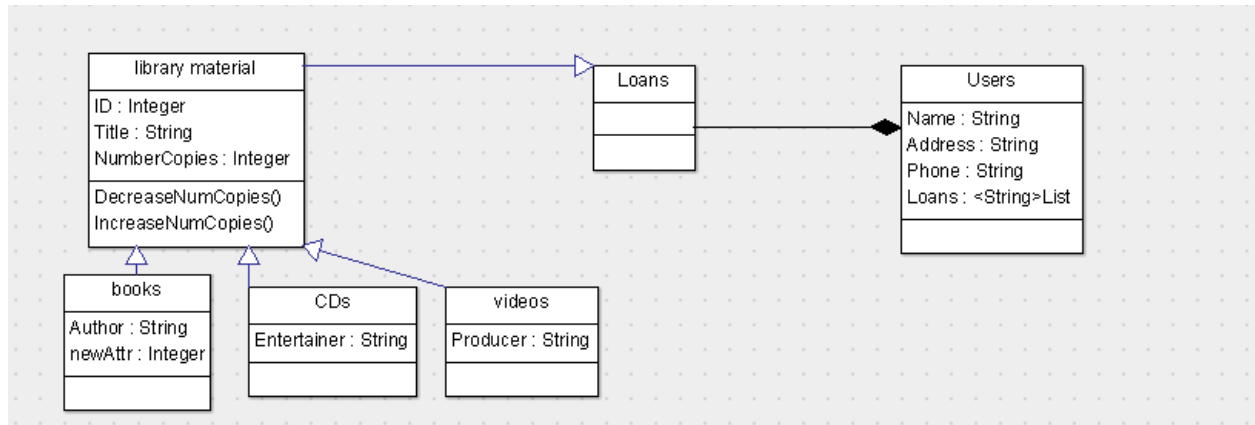 library material
ID : Integer
Title : String
NumberCopies : Integer
DecreaseNumCopies()
IncreaseNumCopies()
Loans
Users
Name : String
Address : String
Phone : String
Loans : <String>List
books
Author : String
newAttr : Integer
CDs
Entertainer : String
videos
Producer : String